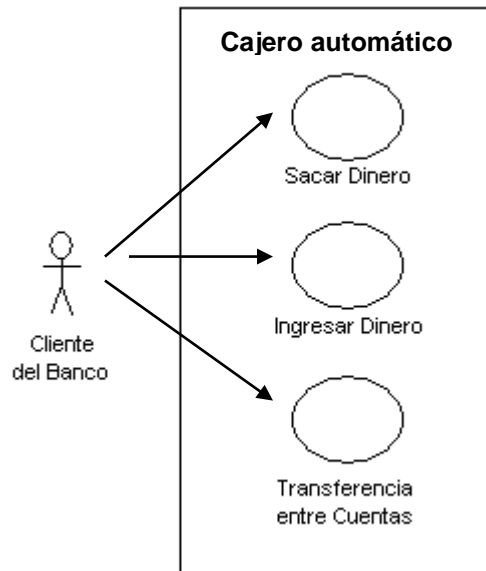 Cajero automático
Sacar Dinero
Ingresar Dinero
Cliente
del Banco
Transferencia
entre Cuentas